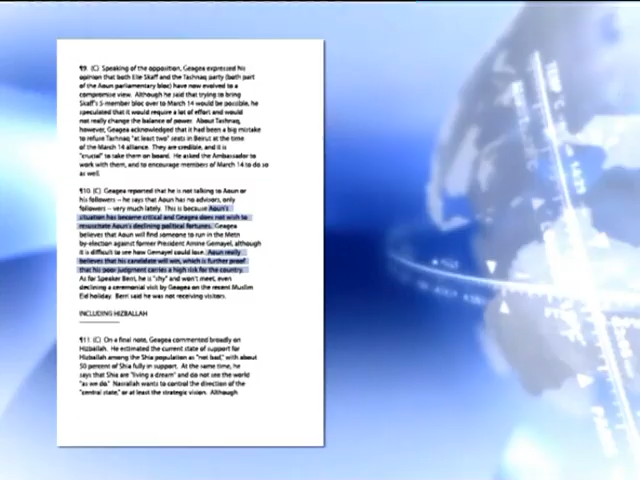 ¶9. (C) Speaking of the opposition, Geagea expressed his
opinion that both Elie Skaff and the Tashnaq party (both part
of the Aoun parliamentary bloc) have now evolved to a
compromise view. Although he said that trying to bring
Skaff's 5-member bloc over to March 14 would be possible, he
speculated that it would require a lot of effort and would
not really change the balance of power. About Tashnaq,
however, Geagea acknowledged that it had been a big mistake
to refuse Tashnaq "at least two" seats in Beirut at the time
of the March 14 alliance. They are credible, and it is
"crucial" to take them on board. He asked the Ambassador to
work with them, and to encourage members of March 14 to do so
as well.
¶10. (C) Geagea reported that he is not talking to Aoun or
his followers -- he says that Aoun has no advisors, only
followers -- very much lately. This is because Aoun's
situation has become critical and Geagea does not wish to
resuscitate Aoun's declining political fortunes. Geagea
believes that Aoun will find someone to run in the Metn
by-election against former President Amine Gemayel, although
it is difficult to see how Gemayel could lose. Aoun really
believes that his candidate will win, which is further proof
that his poor judgment carries a high risk for the country.
As for Speaker Berri, he is "shy" and won't meet, even
declining a ceremonial visit by Geagea on the recent Muslim
Eid holiday. Berri said he was not receiving visitors.
INCLUDING HIZBALLAH
¶11. (C) On a final note, Geagea commented broadly on
Hizballah. He estimated the current state of support for
Hizballah among the Shia population as "not bad," with about
50 percent of Shia fully in support. At the same time, he
says that Shia are "living a dream" and do not see the world
"as we do." Nasrallah wants to control the direction of the
"central state," or at least the strategic vision. Although